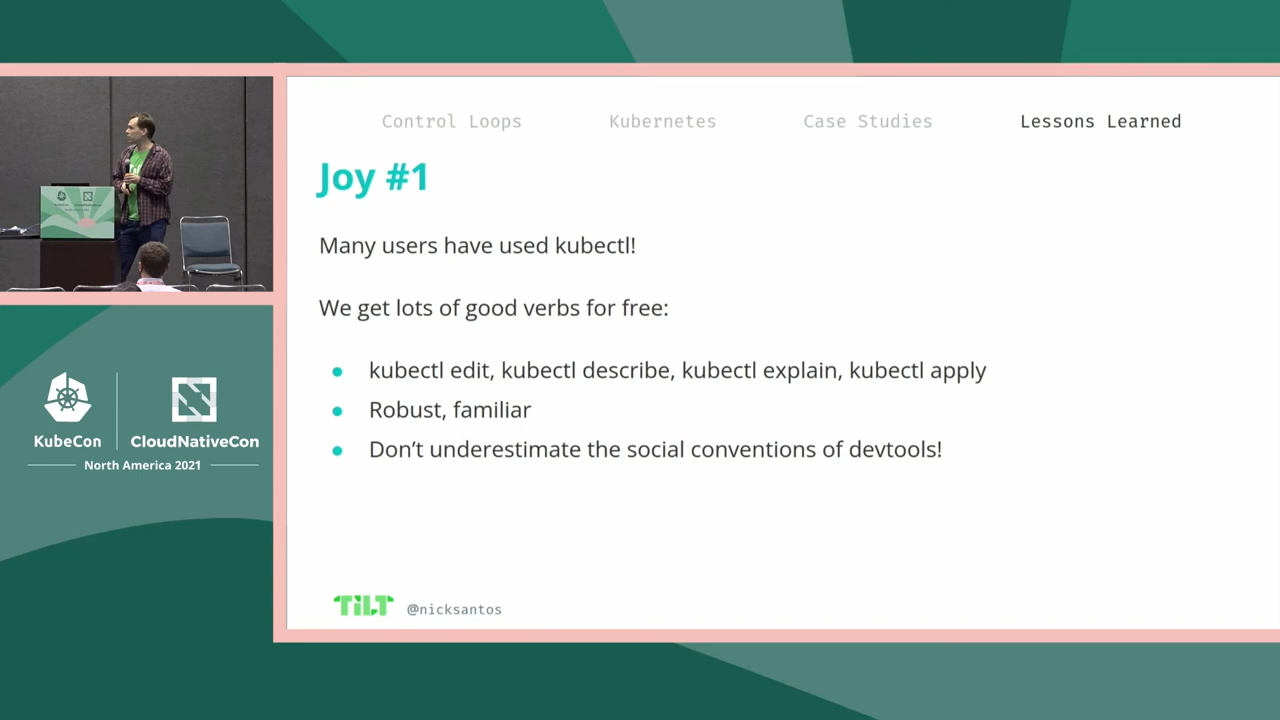 Control Loops Kubernetes Case Studies Lessons Learned
Joy #1
Many users have used kubectl!
We get lots of good verbs for free:
● kubectl edit, kubectl describe, kubectl explain, kubectl apply
● Robust, familiar
● Don’t underestimate the social conventions of devtools!
TiLT @nicksantos
KubeCon CloudNativeCon
North America 2021